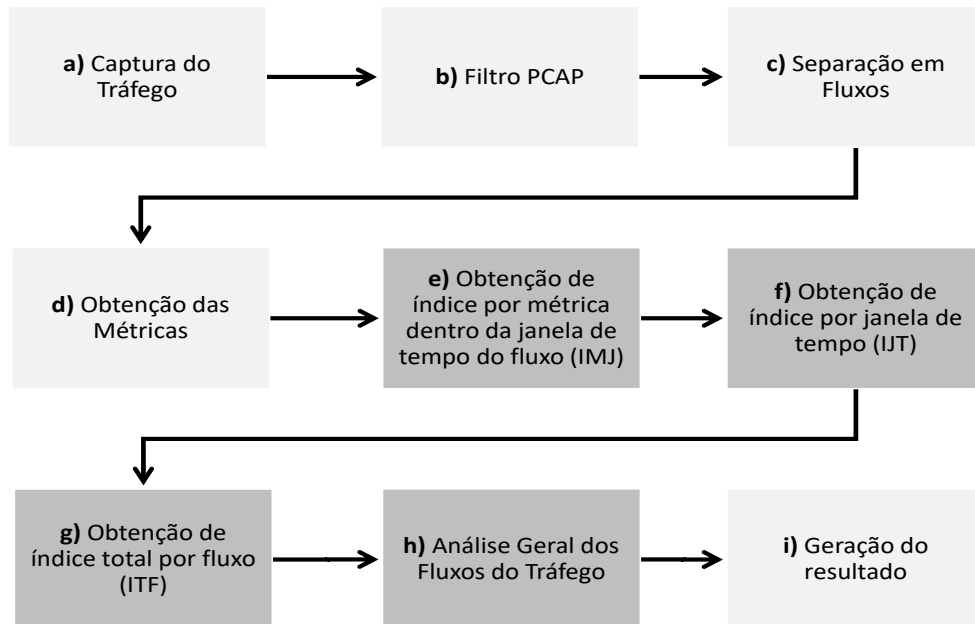 a) Captura do
Tráfego
b) Filtro PCAP
c) Separação em
Fluxos
d) Obtenção das
Métricas
e) Obtenção de
índice por métrica
dentro da janela de
tempo do fluxo (IMJ)
f) Obtenção de
índice por janela de
tempo (IJT)
g) Obtenção de
índice total por fluxo
(ITF)
h) Análise Geral dos
Fluxos do Tráfego
i) Geração do
resultado